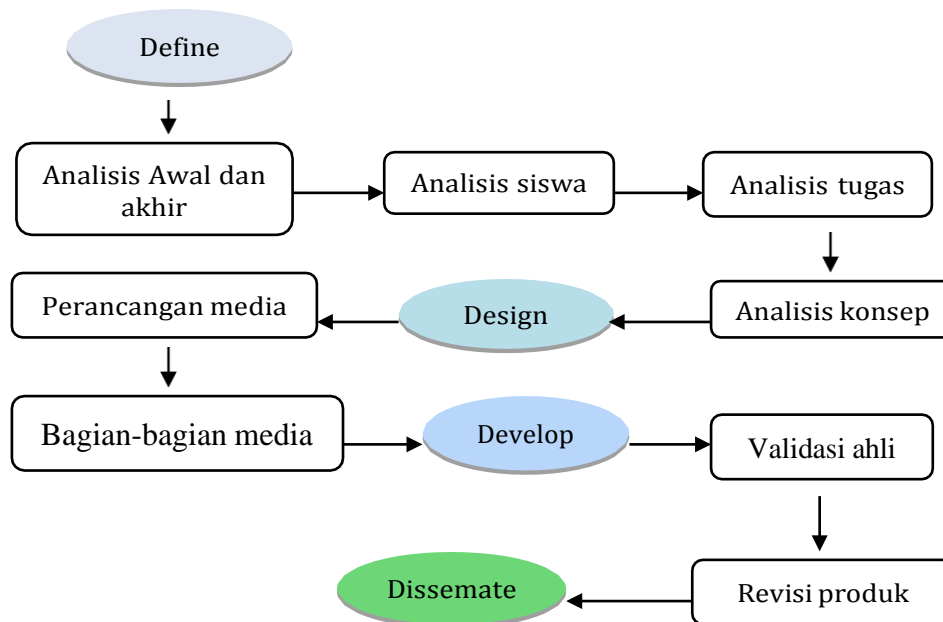 Define
Analisis Awal dan
akhir
Analisis siswa
Analisis tugas
Analisis konsep
Design
Perancangan media
Bagian-bagian media
Develop
Validasi ahli
Revisi produk
Dissemate